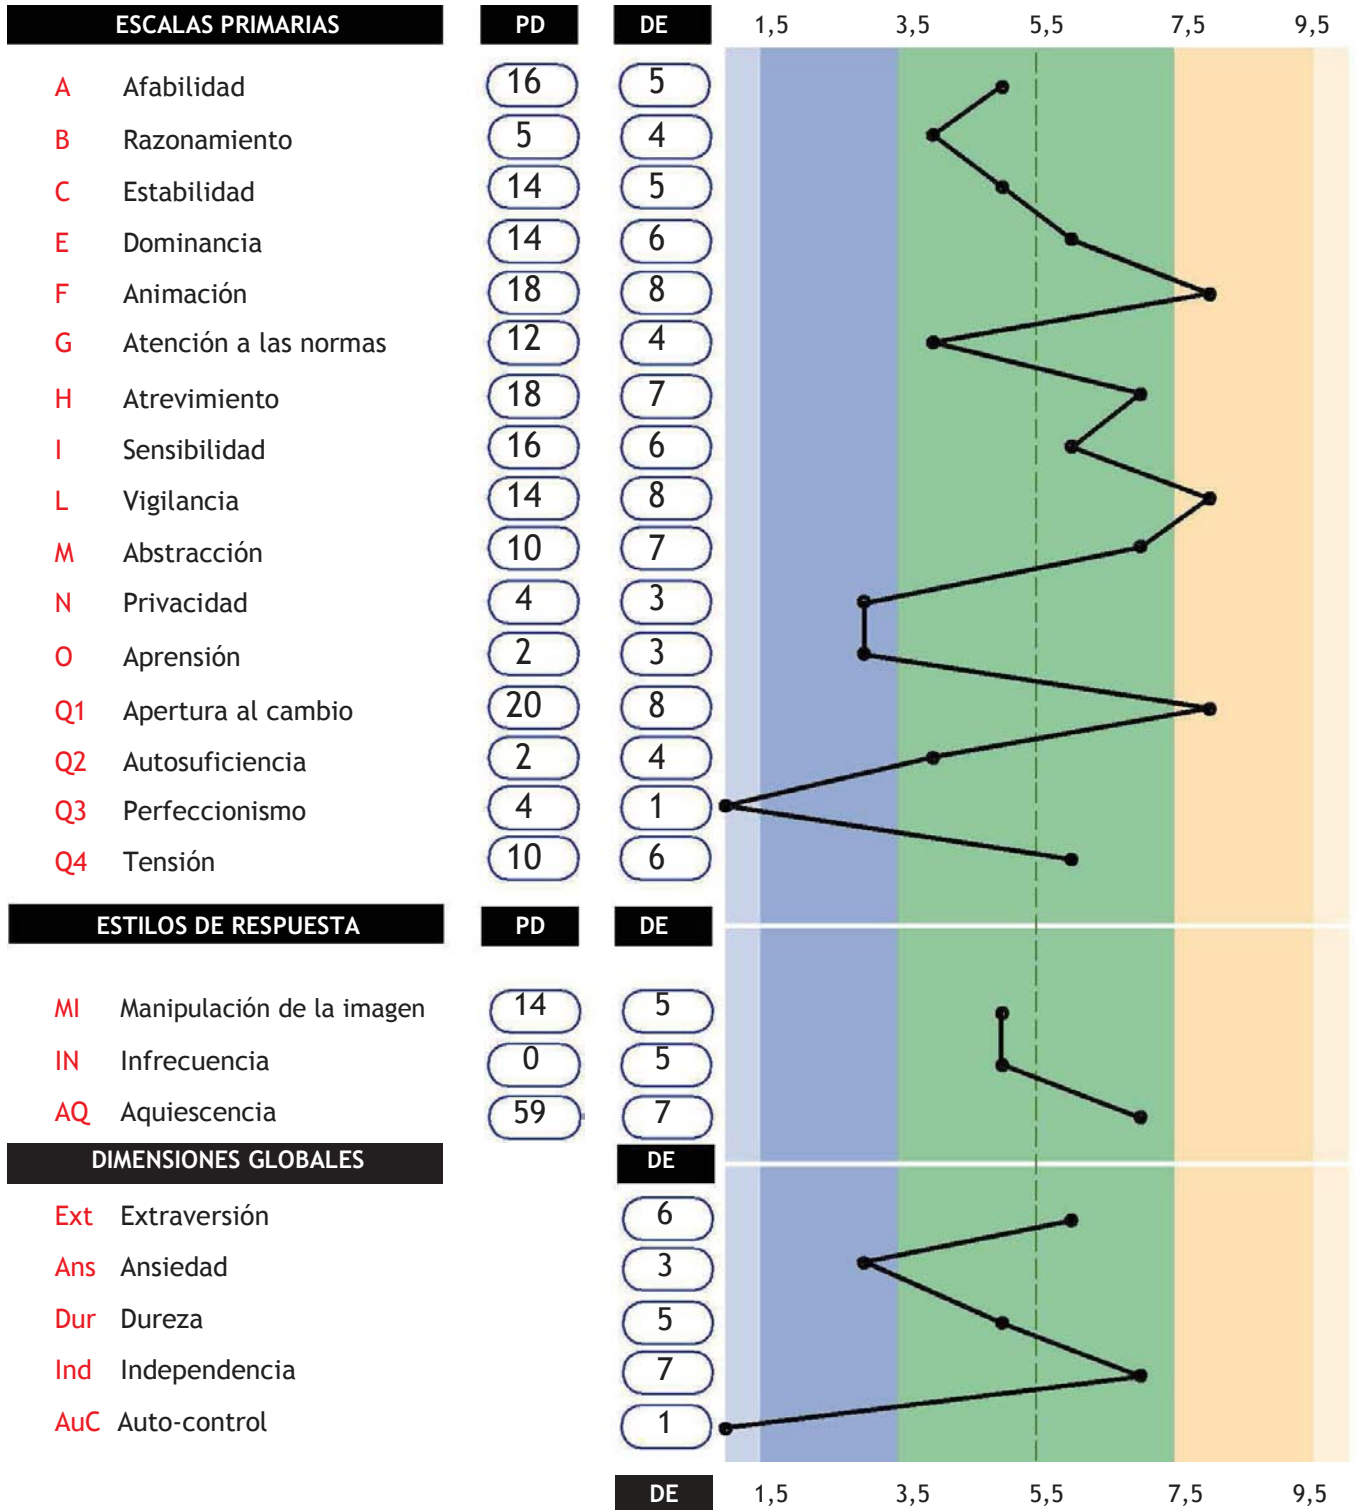 ESCALAS PRIMARIAS PD DE 1,5 3,5 5,5 7,5 9,5
A Afabilidad 16 5
B Razonamiento 5 4
C Estabilidad 14 5
E Dominancia 14 6
F Animación 18 8
G Atención a las normas 12 4
H Atrevimiento 18 7
I Sensibilidad 16 6
L Vigilancia 14 8
M Abstracción 10 7
N Privacidad 4 3
O Aprensión 2 3
Q1 Apertura al cambio 20 8
Q2 Autosuficiencia 2 4
Q3 Perfeccionismo 4 1
Q4 Tensión 10 6
ESTILOS DE RESPUESTA PD DE
MI Manipulación de la imagen 14 5
IN Infrecuencia 0 5
AQ Aquiescencia 59 7
DIMENSIONES GLOBALES DE
Ext Extraversión 6
Ans Ansiedad 3
Dur Dureza 5
Ind Independencia 7
AuC Auto-control 1
DE 1,5 3,5 5,5 7,5 9,5